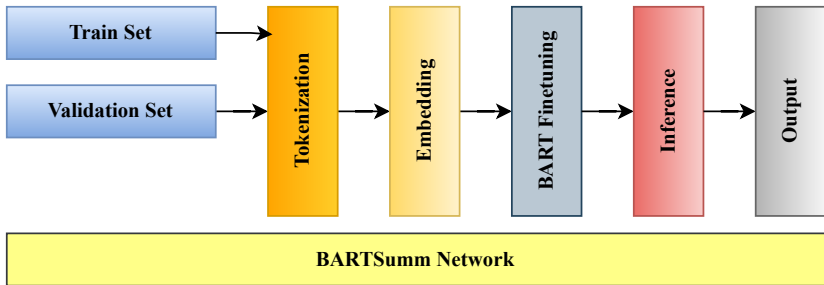 Train Set
Validation Set
Tokenization
Embedding
BART Finetuning
Inference
Output
BARTSumm Network